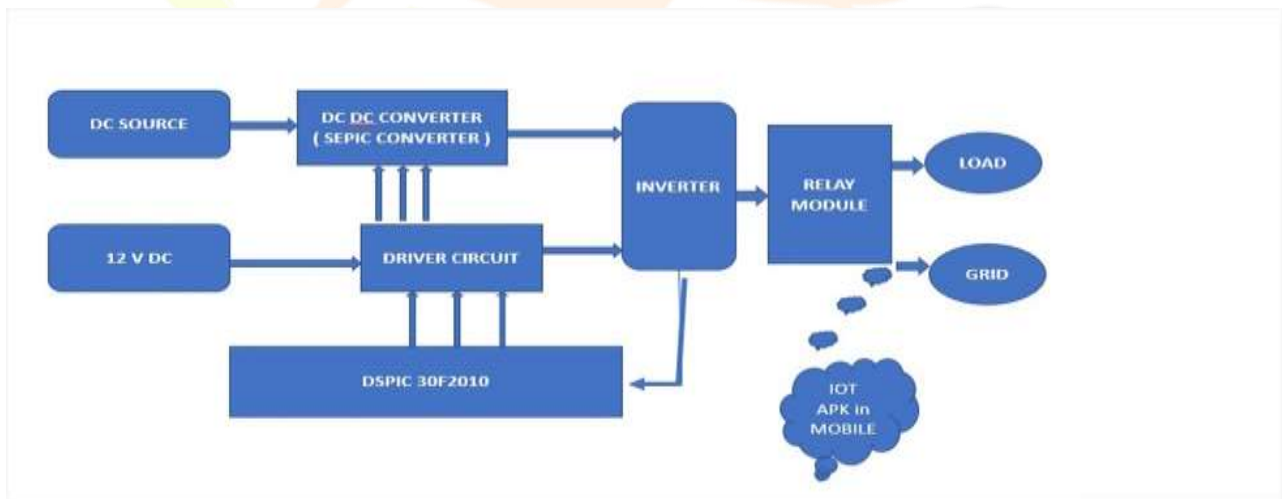 DC SOURCE
DC DC CONVERTER
( SEPIC CONVERTER )
INVERTER
RELAY
MODULE
LOAD
12 V DC
DRIVER CIRCUIT
GRID
DSPIC 30F2010
IOT
APK in
MOBILE